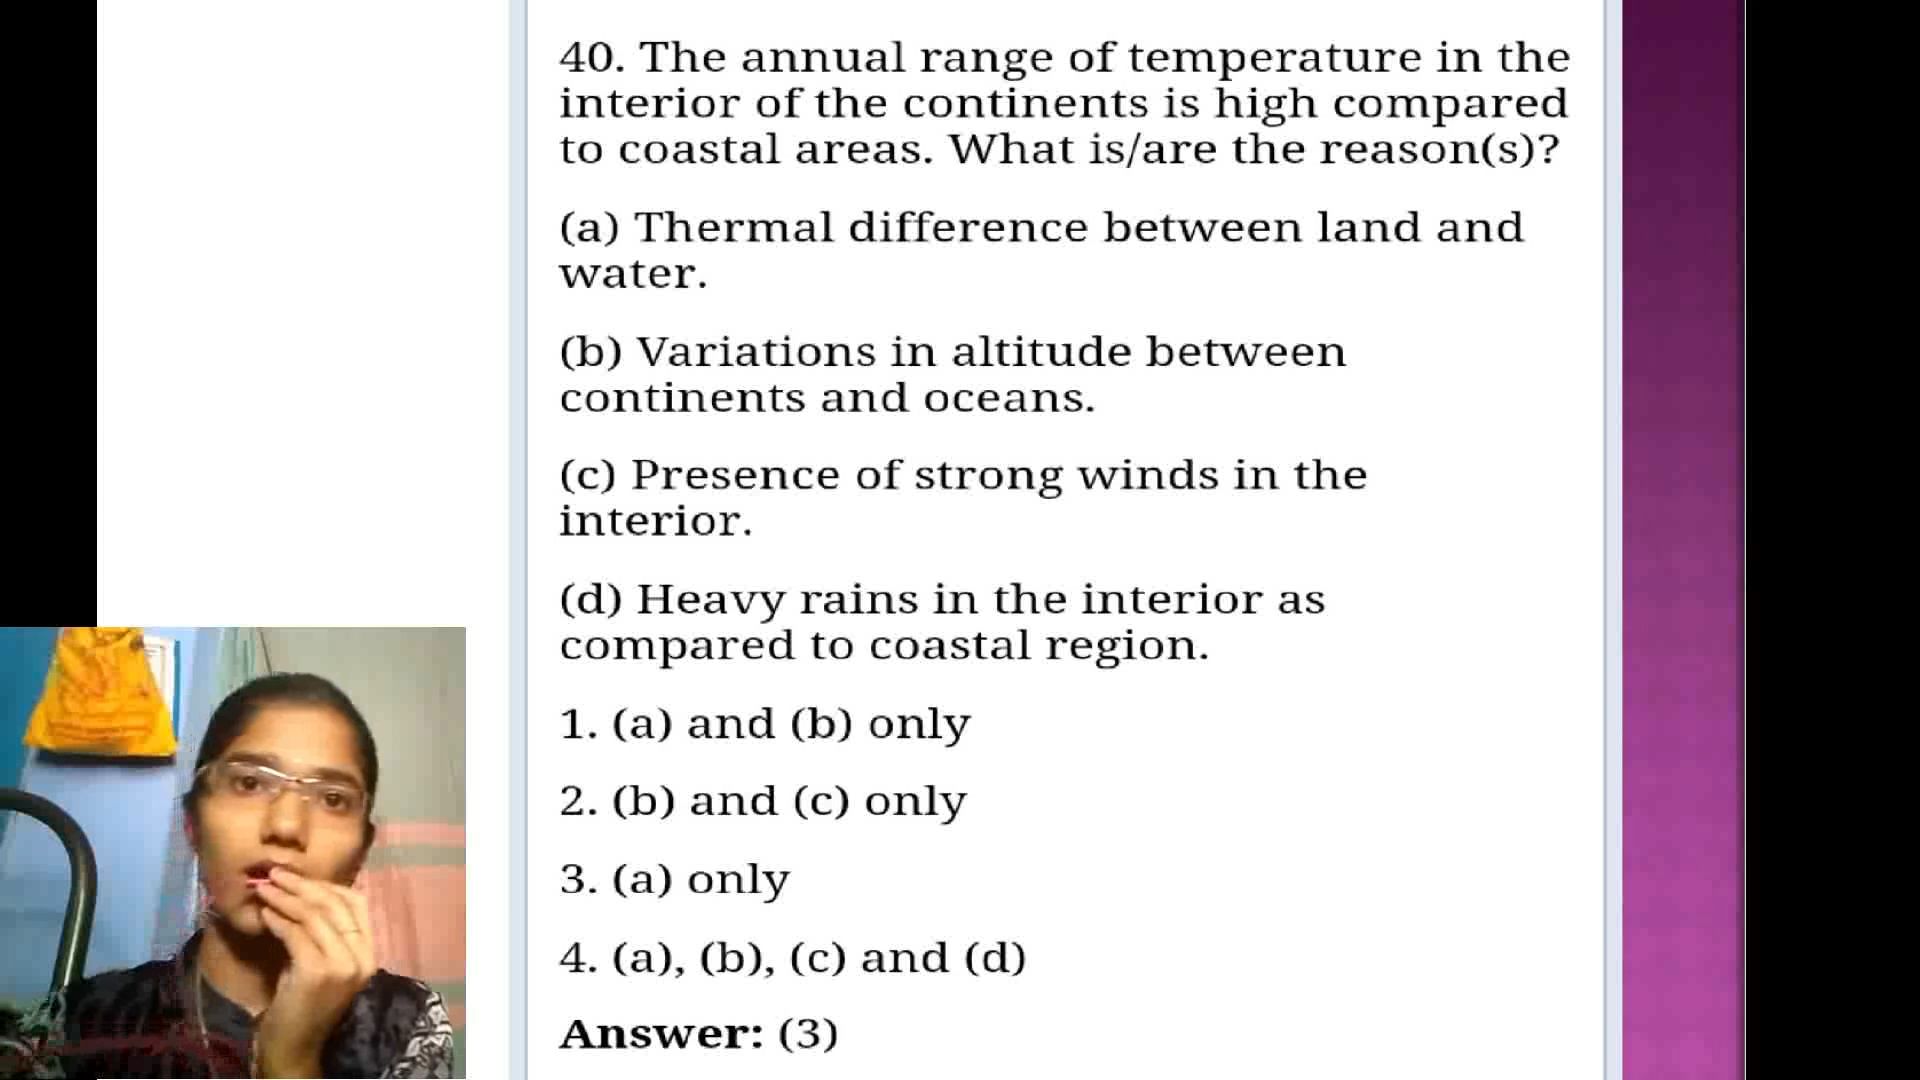 40. The annual range of temperature in the
interior of the continents is high compared
to coastal areas. What is/are the reason(s)?
(a) Thermal difference between land and
water.
(b) Variations in altitude between
continents and oceans.
(c) Presence of strong winds in the
interior.
(d) Heavy rains in the interior as
compared to coastal region.
1. (a) and (b) only
2. (b) and (c) only
3. (a) only
4. (a), (b), (c) and (d)
Answer: (3)